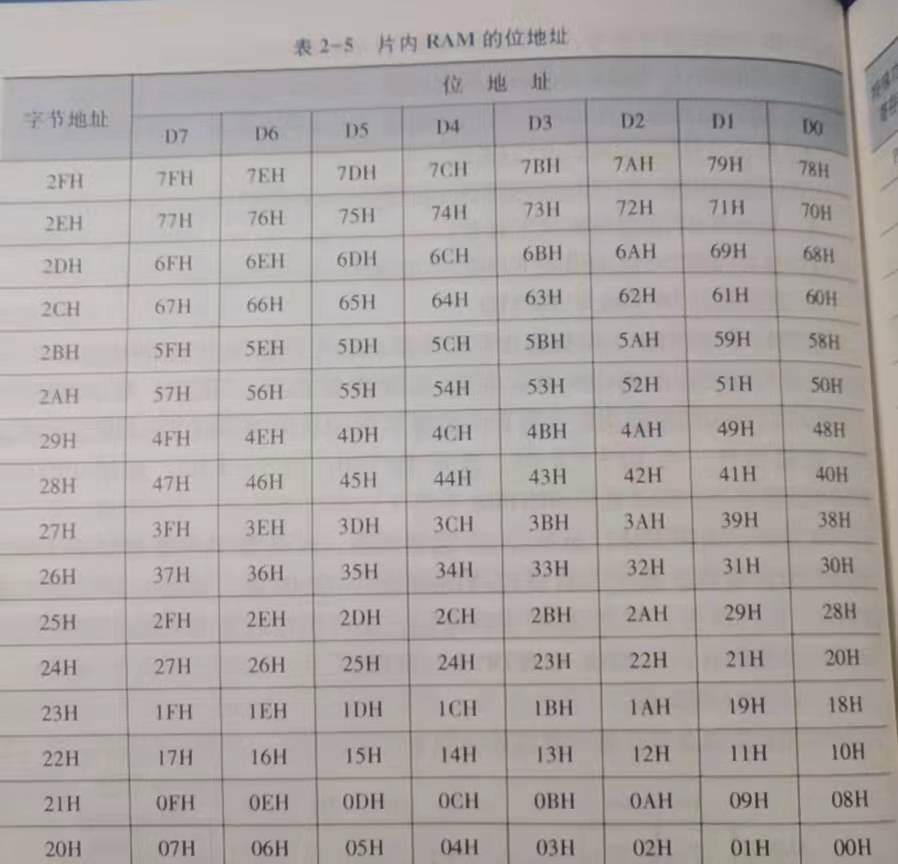 表 2-5 片内 RAM 的位地址
字节地址 位 地 址
D7 D6 D5 D4 D3 D2 D1 D0
2FH 7FH 7EH 7DH 7CH 7BH 7AH 79H 78H
2EH 77H 76H 75H 74H 73H 72H 71H 70H
2DH 6FH 6EH 6DH 6CH 6BH 6AH 69H 68H
2CH 67H 66H 65H 64H 63H 62H 61H 60H
2BH 5FH 5EH 5DH 5CH 5BH 5AH 59H 58H
2AH 57H 56H 55H 54H 53H 52H 51H 50H
29H 4FH 4EH 4DH 4CH 4BH 4AH 49H 48H
28H 47H 46H 45H 44H 43H 42H 41H 40H
27H 3FH 3EH 3DH 3CH 3BH 3AH 39H 38H
26H 37H 36H 35H 34H 33H 32H 31H 30H
25H 2FH 2EH 2DH 2CH 2BH 2AH 29H 28H
24H 27H 26H 25H 24H 23H 22H 21H 20H
23H 1FH 1EH 1DH 1CH 1BH 1AH 19H 18H
22H 17H 16H 15H 14H 13H 12H 11H 10H
21H 0FH 0EH 0DH 0CH 0BH 0AH 09H 08H
20H 07H 06H 05H 04H 03H 02H 01H 00H